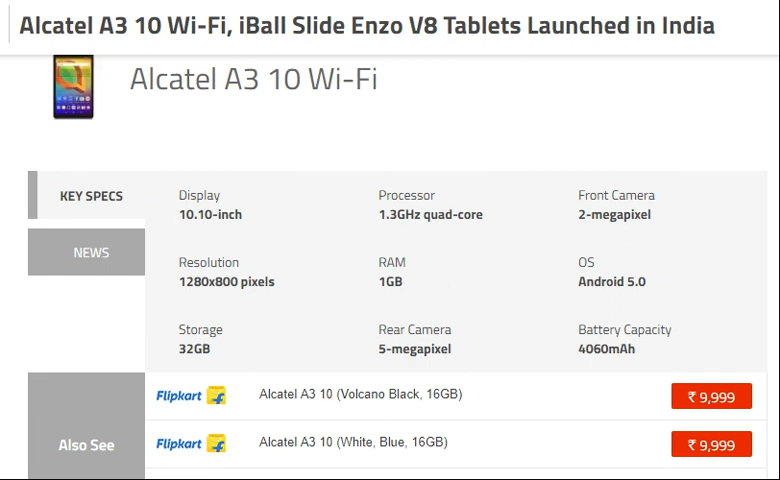 Alcatel A3 10 Wi-Fi, iBall Slide Enzo V8 Tablets Launched in India
Alcatel A3 10 Wi-Fi
KEY SPECS
NEWS
Display
10.10-inch
Processor
1.3GHz quad-core
Front Camera
2-megapixel
Resolution
1280x800 pixels
RAM
1GB
OS
Android 5.0
Storage
32GB
Rear Camera
5-megapixel
Battery Capacity
4060mAh
Also See
Flipkart Alcatel A3 10 (Volcano Black, 16GB) ₹ 9,999
Flipkart Alcatel A3 10 (White, Blue, 16GB) ₹ 9,999